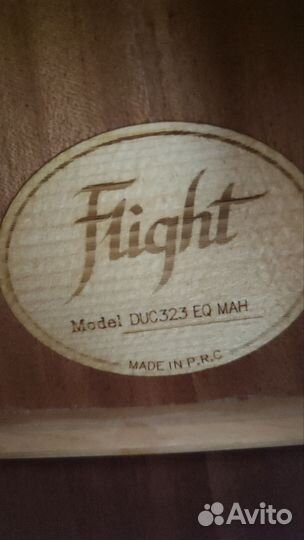 Flight
Model DUC323 EQ MAH
MADE IN P.R.C
Avito